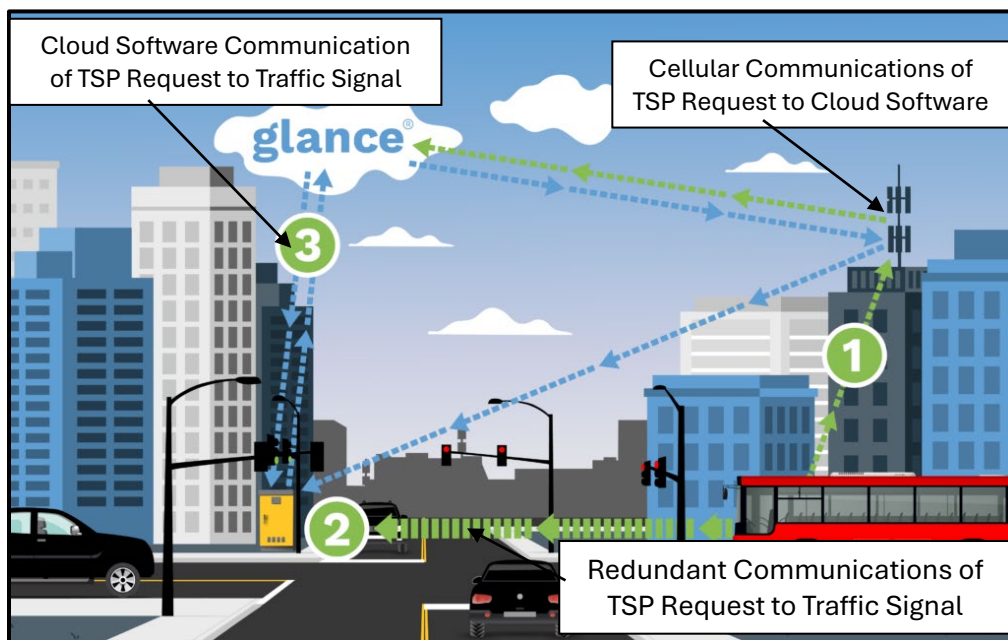 Cloud Software Communication
of TSP Request to Traffic Signal
Cellular Communications of
TSP Request to Cloud Software
glance®
3
1
2
Redundant Communications of
TSP Request to Traffic Signal